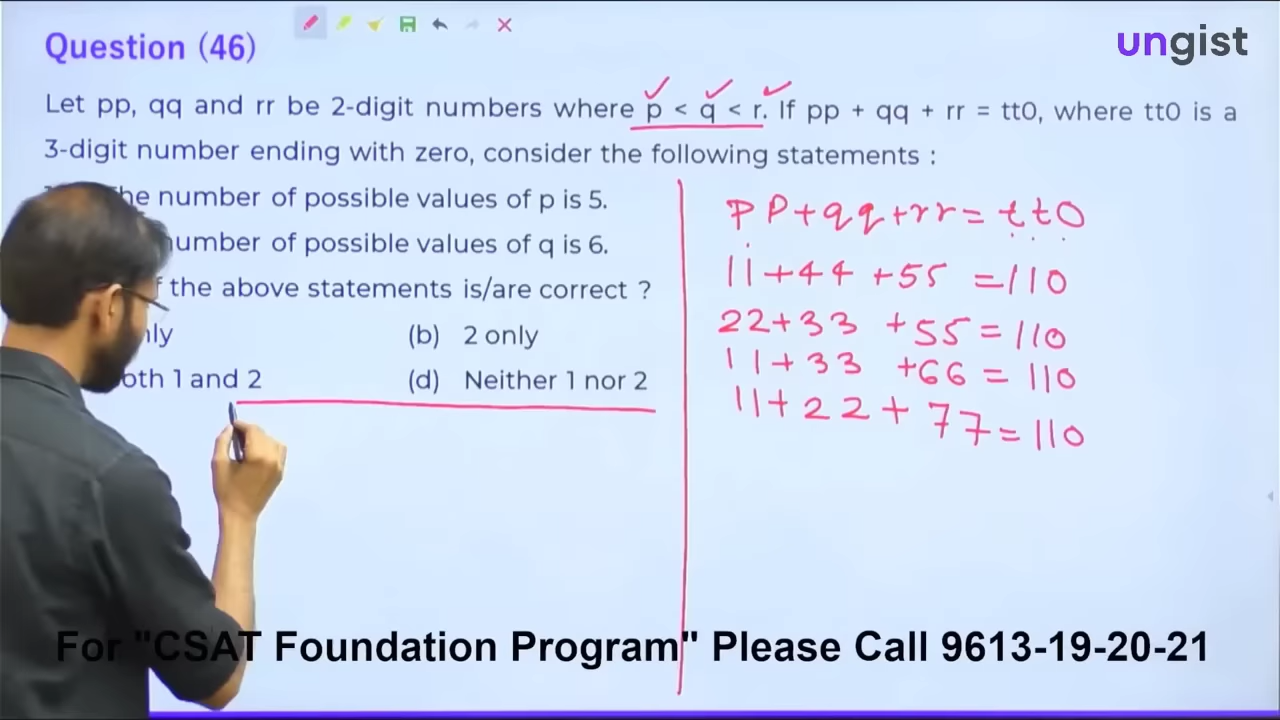 Question (46)
ungist
Let pp, qq and rr be 2-digit numbers where p < q < r. If pp + qq + rr = tt0, where tt0 is a
3-digit number ending with zero, consider the following statements :
he number of possible values of p is 5.
umber of possible values of q is 6.
f the above statements is/are correct ?
nly
(b) 2 only
oth 1 and 2
(d) Neither 1 nor 2
pp+qq+rr= tt0
11+44 +55 =110
22+33 +55=110
11+33 +66 = 110
11+22+ 77=110
For "CSAT Foundation Program" Please Call 9613-19-20-21